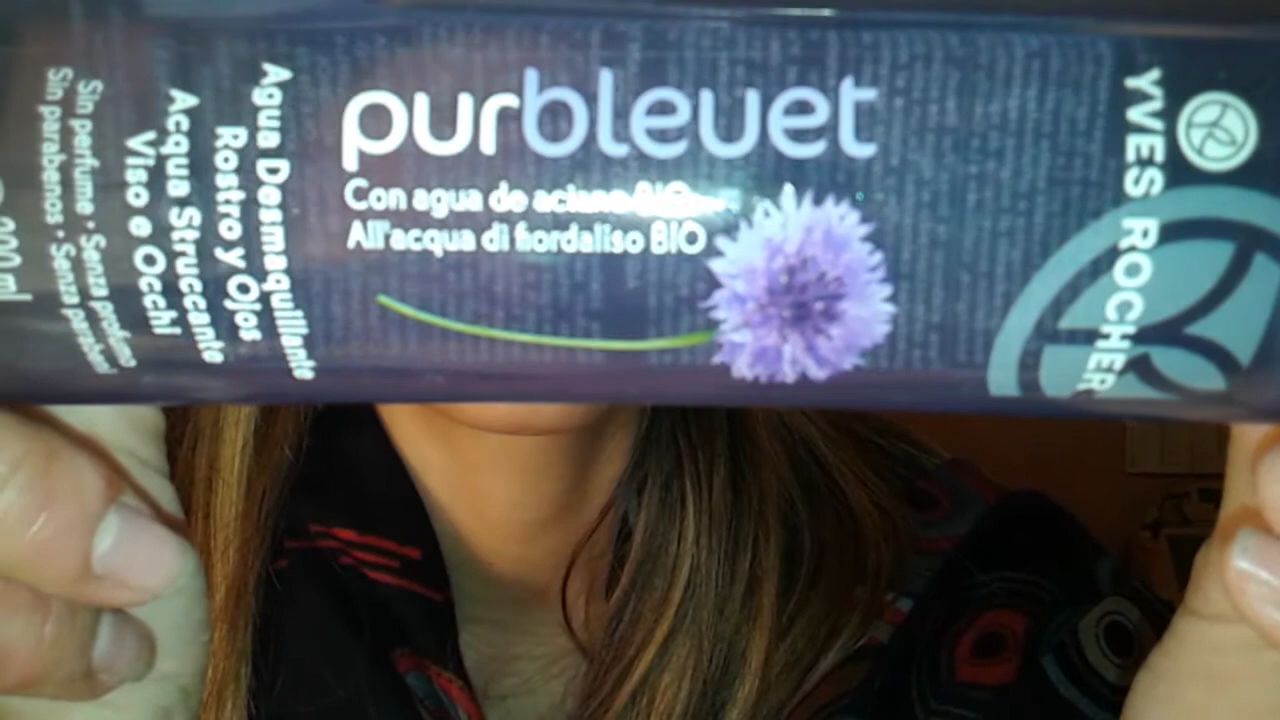 YVES ROCHER
purbleuet
Con agua de aciano BIO
All'acqua di fiordaliso BIO
Agua Desmaquillante
Rostro y Ojos
Acqua Struccante
Viso e Occhi
Sin perfume · Senza profumo
Sin parabenos · Senza parabeni